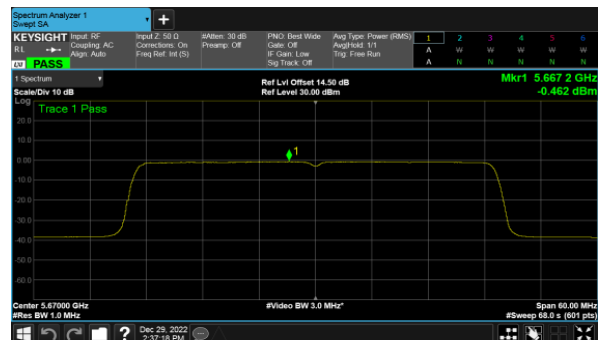 Spectrum Analyzer 1
Swept SA
+
KEYSIGHT Input: RF Input Z: 50 Ω #Atten: 30 dB PNO: Best Wide Avg Type: Power (RMS) 1 2 3 4 5 6
RL Coupling: AC Corrections: On Preamp: Off Gate: Off Avg|Hold: 1/1 A W W W W W
Align: Auto Freq Ref: Int (S) IF Gain: Low Trig: Free Run
LXI PASS Sig Track: Off A N N N N N
1 Spectrum Ref Lvl Offset 14.50 dB Mkr1 5.667 2 GHz
Scale/Div 10 dB Ref Level 30.00 dBm -0.462 dBm
Log
Trace 1 Pass
20.0
10.0
1
0.00
-10.0
-20.0
-30.0
-40.0
-50.0
-60.0
Center 5.67000 GHz #Video BW 3.0 MHz* Span 60.00 MHz
#Res BW 1.0 MHz #Sweep 68.0 s (601 pts)
? Dec 29, 2022
2:37:18 PM